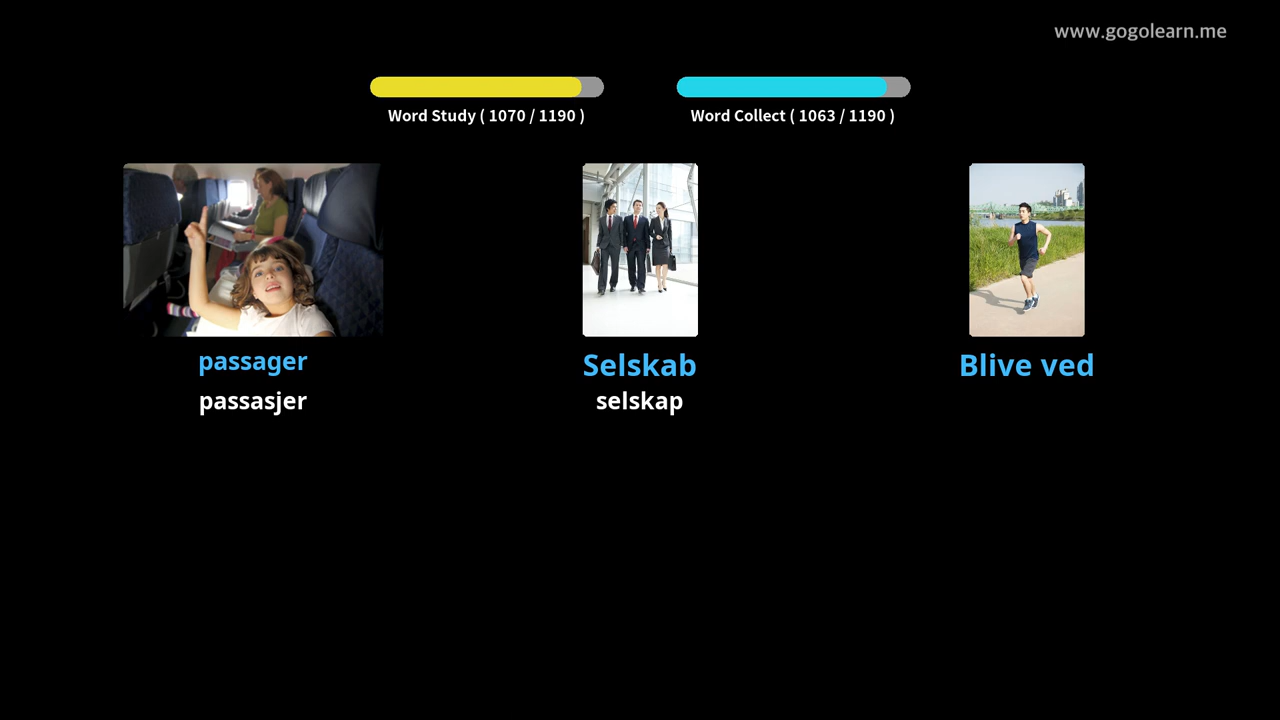 www.gogolearn.me
Word Study ( 1070 / 1190 )
Word Collect ( 1063 / 1190 )
passager
Selskab
Blive ved
passasjer
selskap